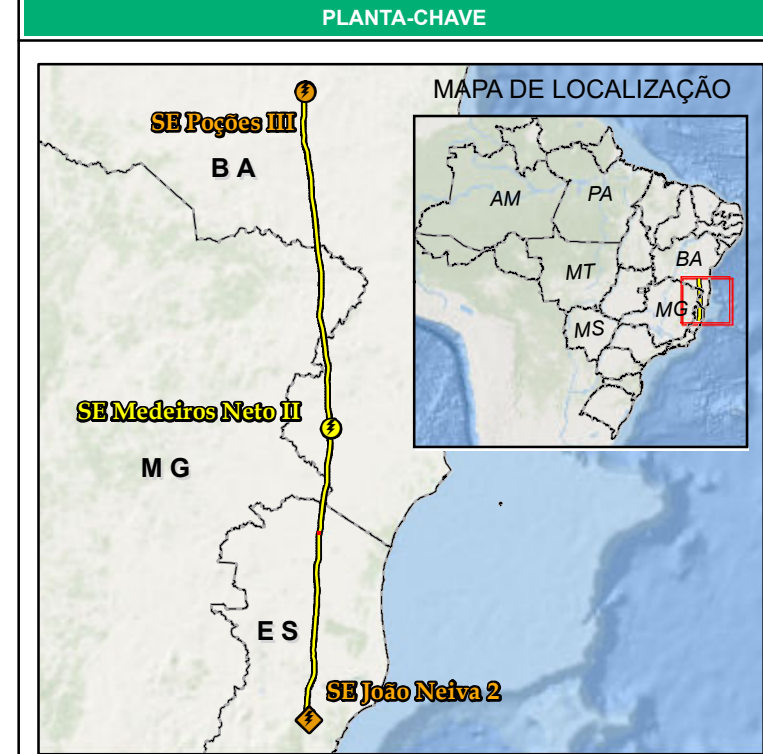 PLANTA-CHAVE
MAPA DE LOCALIZAÇÃO
SE Poções III
B A
AM
PA
BA
MT
MG
MS
SE Medeiros Neto II
M G
E S
SE João Neiva 2